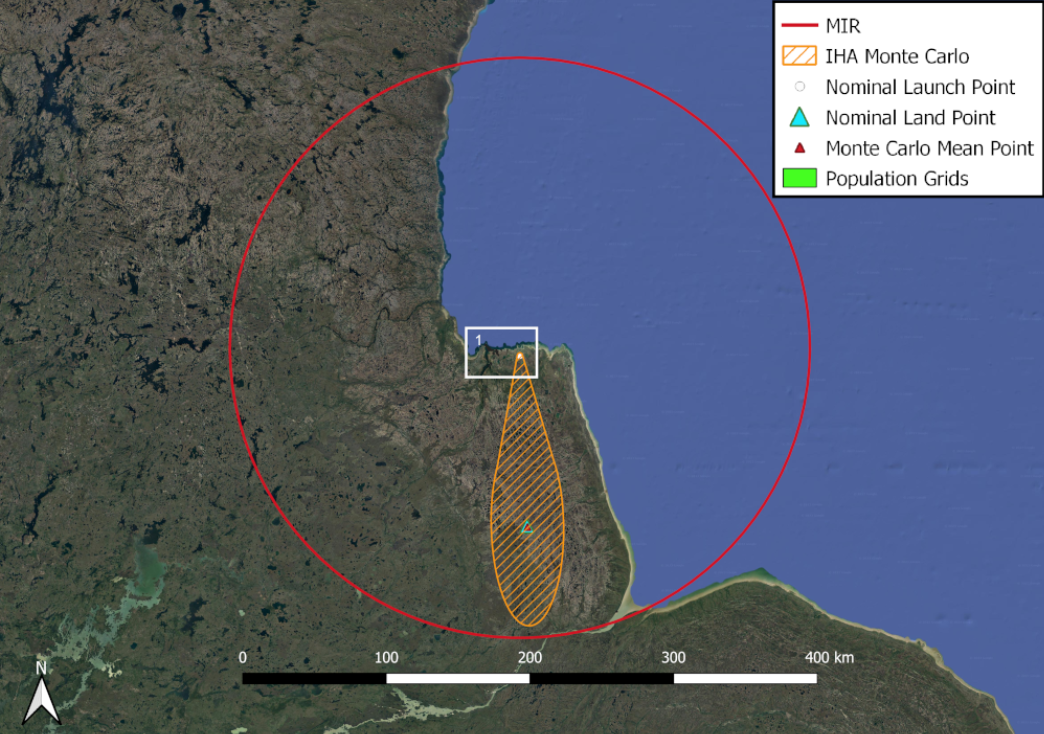 MIR
IHA Monte Carlo
Nominal Launch Point
Nominal Land Point
Monte Carlo Mean Point
Population Grids
1
N
0 100 200 300 400 km